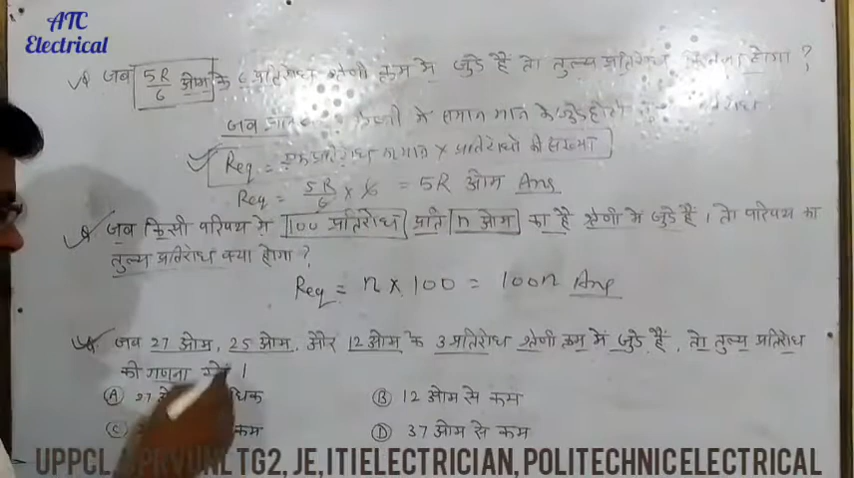 ATC
Electrical
जब 5R/6 ओम के 6 प्रतिरोध श्रेणी क्रम में जुड़े हैं तो तुल्य प्रतिरोध कितना होगा ?
जब श्रेणी में समान मान के जुड़े हो
Req = एक प्रतिरोध का मान × प्रतिरोधों की संख्या
Req = 5R/6 × 6 = 5R ओम Ans
जब किसी परिपथ में 100 प्रतिरोध प्रति n ओम का है श्रेणी में जुड़े हैं । तो परिपथ का
तुल्य प्रतिरोध क्या होगा ?
Req = n × 100 = 100n Ans
जब 27 ओम, 25 ओम, और 12 ओम के 3 प्रतिरोध श्रेणी क्रम में जुड़े हैं, तो तुल्य प्रतिरोध
की गणना ।
(A) 27
(B) 12 ओम से कम
(C) कम
(D) 37 ओम से कम
UPPCL, TG2, JE, ITI ELECTRICIAN, POLITECHNIC ELECTRICAL